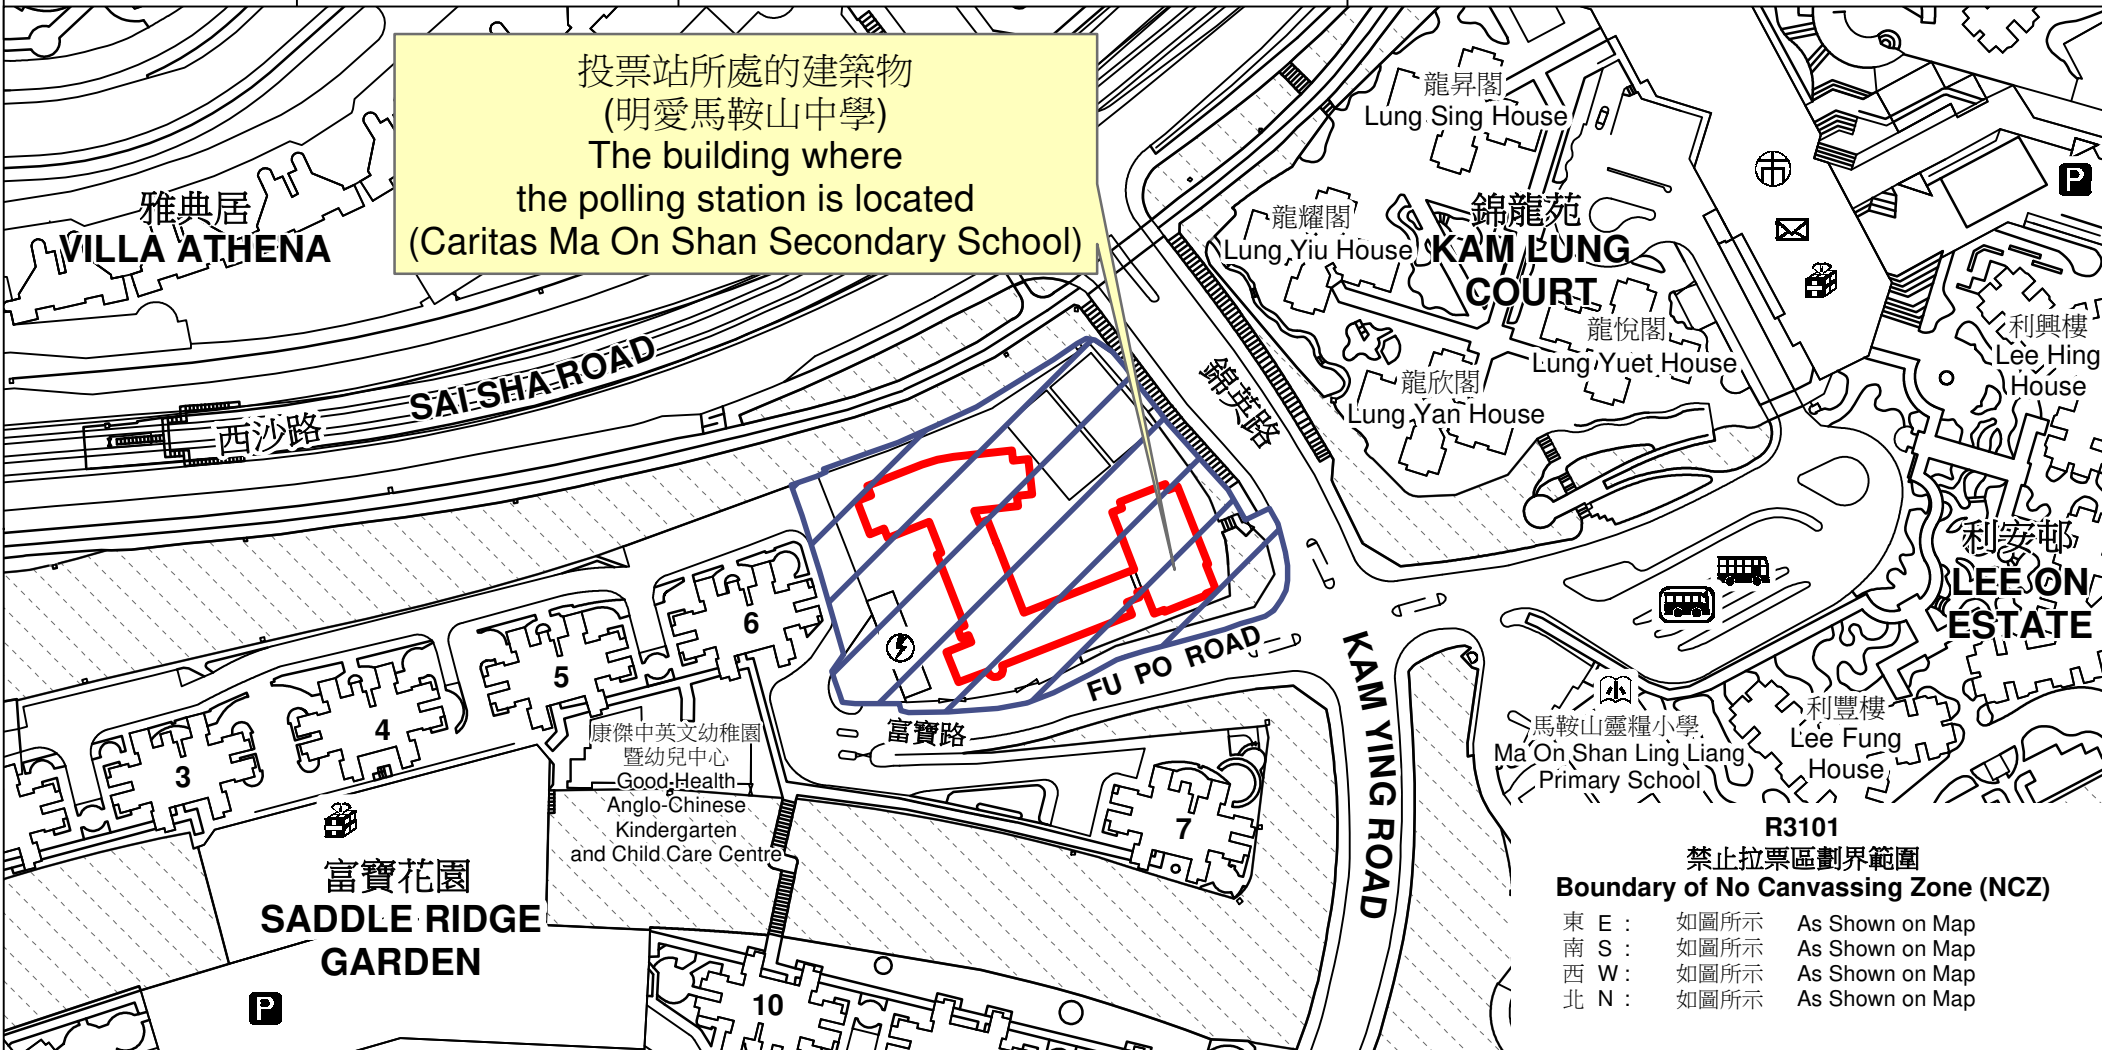 投票站所處的建築物
(明愛馬鞍山中學)
The building where
the polling station is located
(Caritas Ma On Shan Secondary School)
雅典居
VILLA ATHENA
龍昇閣
Lung Sing House
龍耀閣
Lung Yiu House
錦龍苑
KAM LUNG
COURT
龍悅閣
Lung Yuet House
龍欣閣
Lung Yan House
利興樓
Lee Hing
House
P
SAI SHA ROAD
西沙路
錦英路
利安邨
LEE ON
ESTATE
6
5
4
3
FU PO ROAD
富寶路
KAM YING ROAD
康傑中英文幼稚園
暨幼兒中心
Good Health
Anglo-Chinese
Kindergarten
and Child Care Centre
馬鞍山靈糧小學
Ma On Shan Ling Liang
Primary School
利豐樓
Lee Fung
House
7
富寶花園
SADDLE RIDGE
GARDEN
P
10
R3101
禁止拉票區劃界範圍
Boundary of No Canvassing Zone (NCZ)
東 E : 如圖所示 As Shown on Map
南 S : 如圖所示 As Shown on Map
西 W : 如圖所示 As Shown on Map
北 N : 如圖所示 As Shown on Map